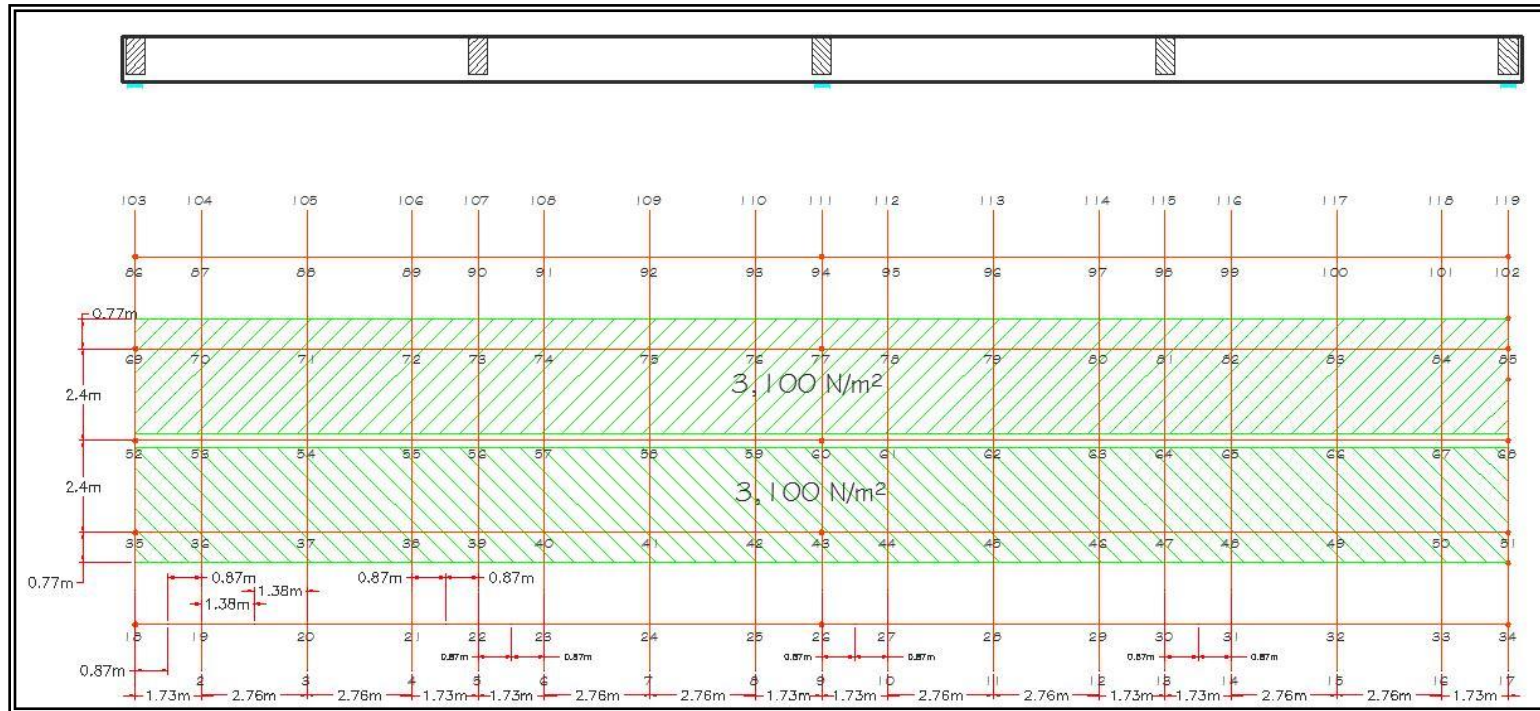 103 104 105 106 107 108 109 110 111 112 113 114 115 116 117 118 119
86 87 88 89 90 91 92 93 94 95 96 97 98 99 100 101 102
0.77m
69 70 71 72 73 74 75 76 77 78 79 80 81 82 83 84 85
3,100 N/m²
2.4m
52 53 54 55 56 57 58 59 60 61 62 63 64 65 66 67 68
2.4m
3,100 N/m²
35 36 37 38 39 40 41 42 43 44 45 46 47 48 49 50 51
0.77m
0.87m 0.87m 0.87m
1.38m
1.38m
18 19 20 21 22 23 24 25 26 27 28 29 30 31 32 33 34
0.87m 0.87m 0.87m 0.87m 0.87m 0.87m
0.87m
2 3 4 5 6 7 8 9 10 11 12 13 14 15 16 17
1.73m 2.76m 2.76m 1.73m 1.73m 2.76m 2.76m 1.73m 1.73m 2.76m 2.76m 1.73m 1.73m 2.76m 2.76m 1.73m